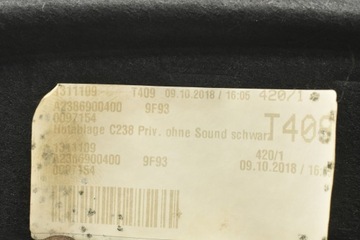 1311109 T409 09.10.2018 / 16:06 420/1
A2386900400 9F93
0097154
Hutablage C238 Priv. ohne Sound schwarz T409
1311109 420/1
A2386900400 9F93 09.10.2018 / 16:
0097154